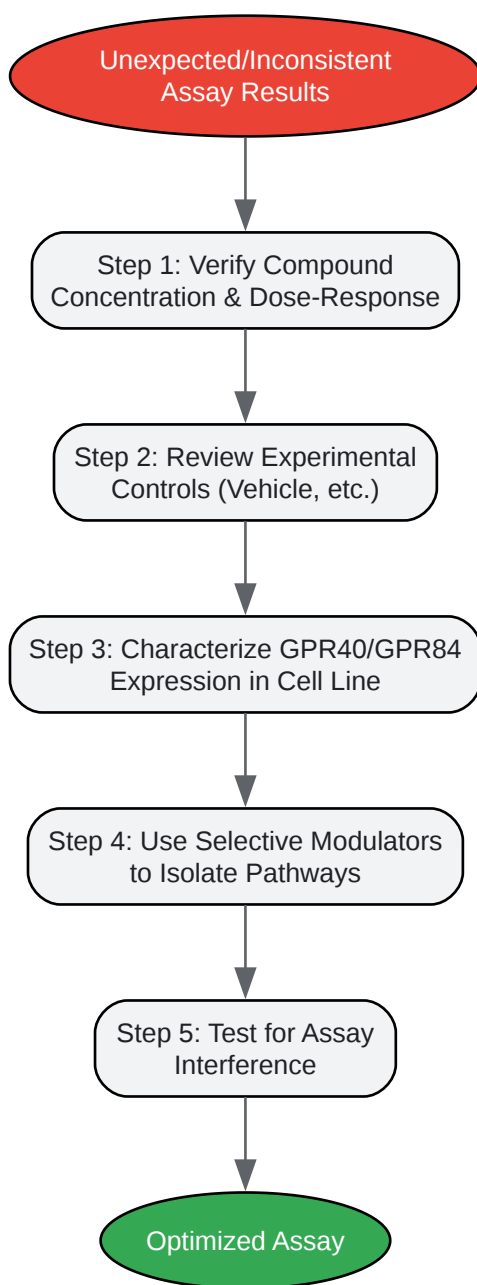 Unexpected/Inconsistent
Assay Results
Step 1: Verify Compound
Concentration & Dose-Response
Step 2: Review Experimental
Controls (Vehicle, etc.)
Step 3: Characterize GPR40/GPR84
Expression in Cell Line
Step 4: Use Selective Modulators
to Isolate Pathways
Step 5: Test for Assay
Interference
Optimized Assay